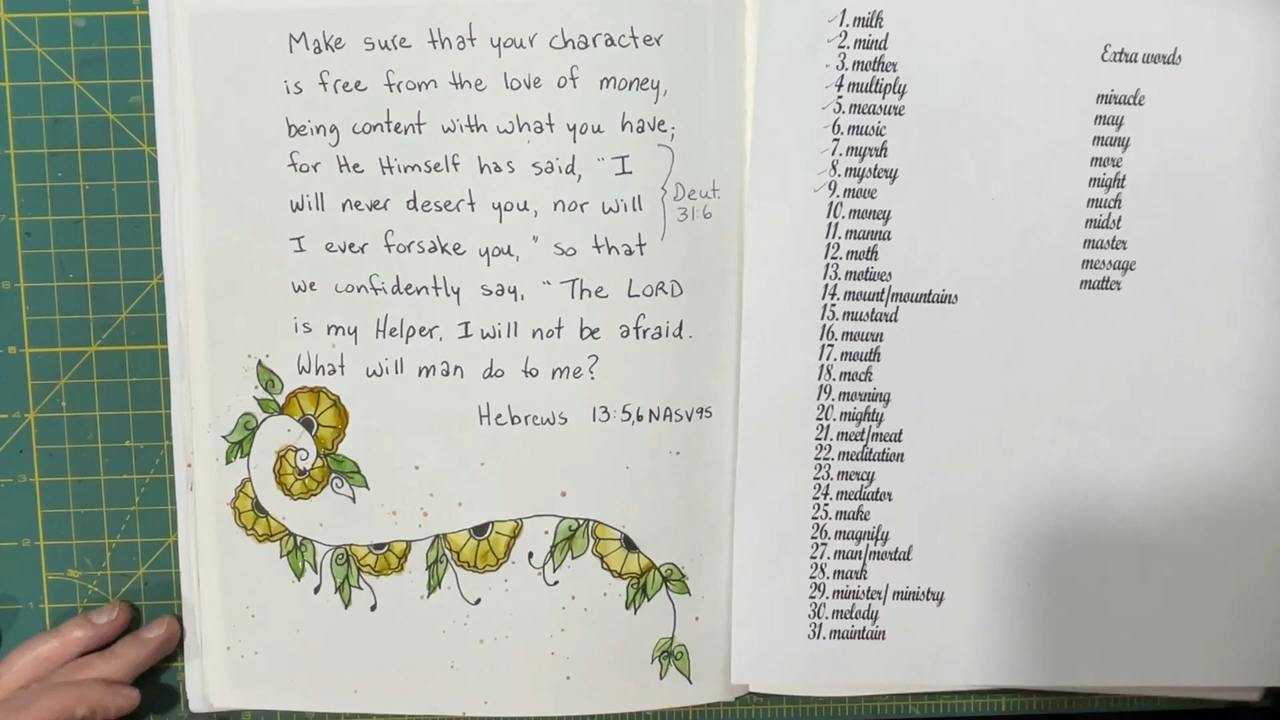 Make sure that your character
is free from the love of money,
being content with what you have;
for He Himself has said, "I
will never desert you, nor will
I ever forsake you," so that
we confidently say, "The LORD
is my Helper, I will not be afraid.
What will man do to me?
Hebrews 13:5,6 NASV95
Deut.
31:6
1. milk
2. mind
3. mother
4 multiply
5. measure
6. music
7. myrrh
8. mystery
9. move
10. money
11. manna
12. moth
13. motives
14. mount/mountains
15. mustard
16. mourn
17. mouth
18. mock
19. morning
20. mighty
21. meet/meat
22. meditation
23. mercy
24. mediator
25. make
26. magnify
27. man/mortal
28. mark
29. minister/ ministry
30. melody
31. maintain
Extra words
miracle
may
many
more
might
much
midst
master
message
matter